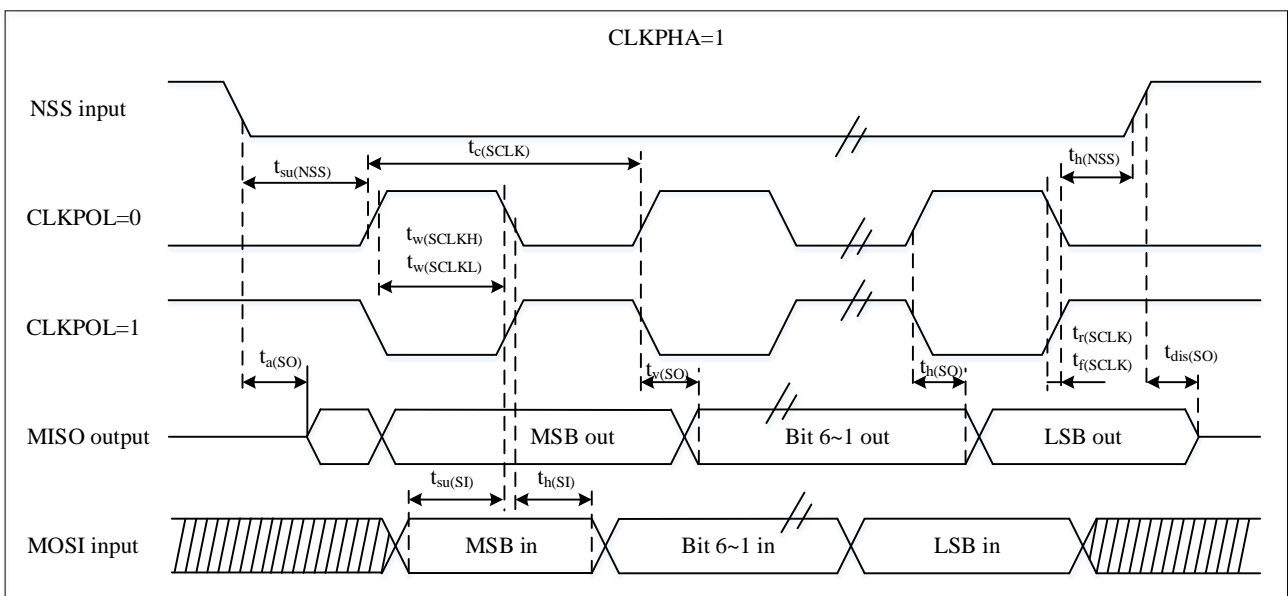 CLKPHA=1
NSS input
tc(SCLK)
tsu(NSS)
th(NSS)
CLKPOL=0
tw(SCLKH)
tw(SCLKL)
CLKPOL=1
tr(SCLK)
ta(SO)
tv(SO)
th(SO)
tf(SCLK)
tdis(SO)
MISO output
MSB out
Bit 6~1 out
LSB out
tsu(SI)
th(SI)
MOSI input
MSB in
Bit 6~1 in
LSB in